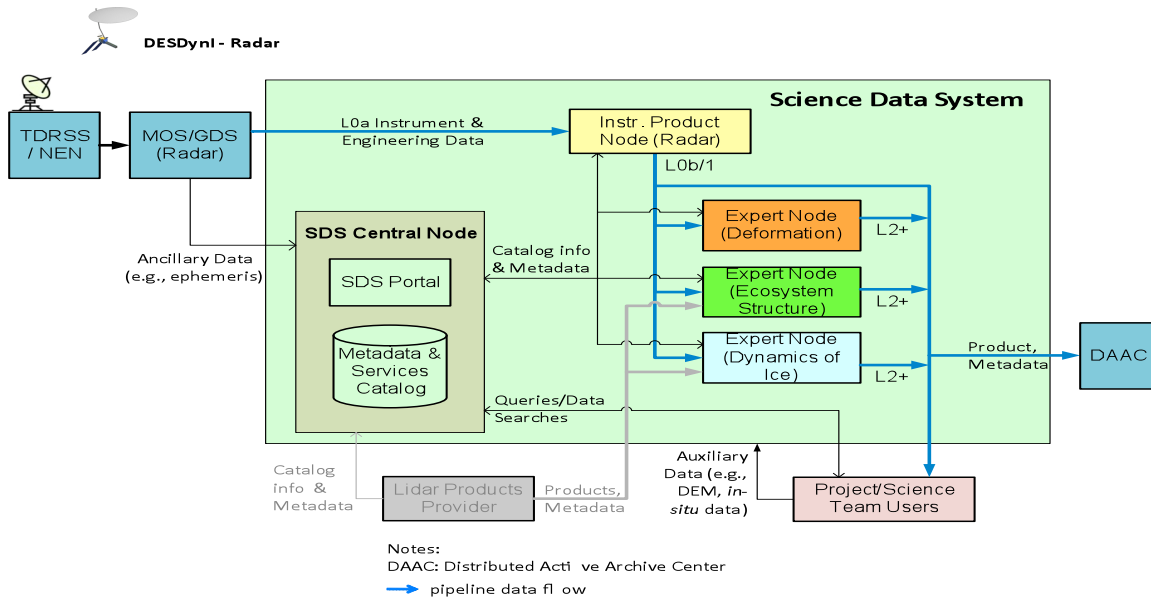 DESDynI - Radar
Science Data System
TDRSS
/ NEN
MOS/GDS
(Radar)
L0a Instrument &
Engineering Data
Instr. Product
Node (Radar)
L0b/1
Expert Node
(Deformation)
L2+
SDS Central Node
Ancillary Data
(e.g., ephemeris)
Catalog info
& Metadata
SDS Portal
Expert Node
(Ecosystem
Structure)
L2+
Metadata &
Services
Catalog
Expert Node
(Dynamics of
Ice)
L2+
Product,
Metadata
DAAC
Queries/Data
Searches
Catalog
info &
Metadata
Lidar Products
Provider
Products,
Metadata
Auxiliary
Data (e.g.,
DEM, in-
situ data)
Project/Science
Team Users
Notes:
DAAC: Distributed Acti ve Archive Center
pipeline data fl ow